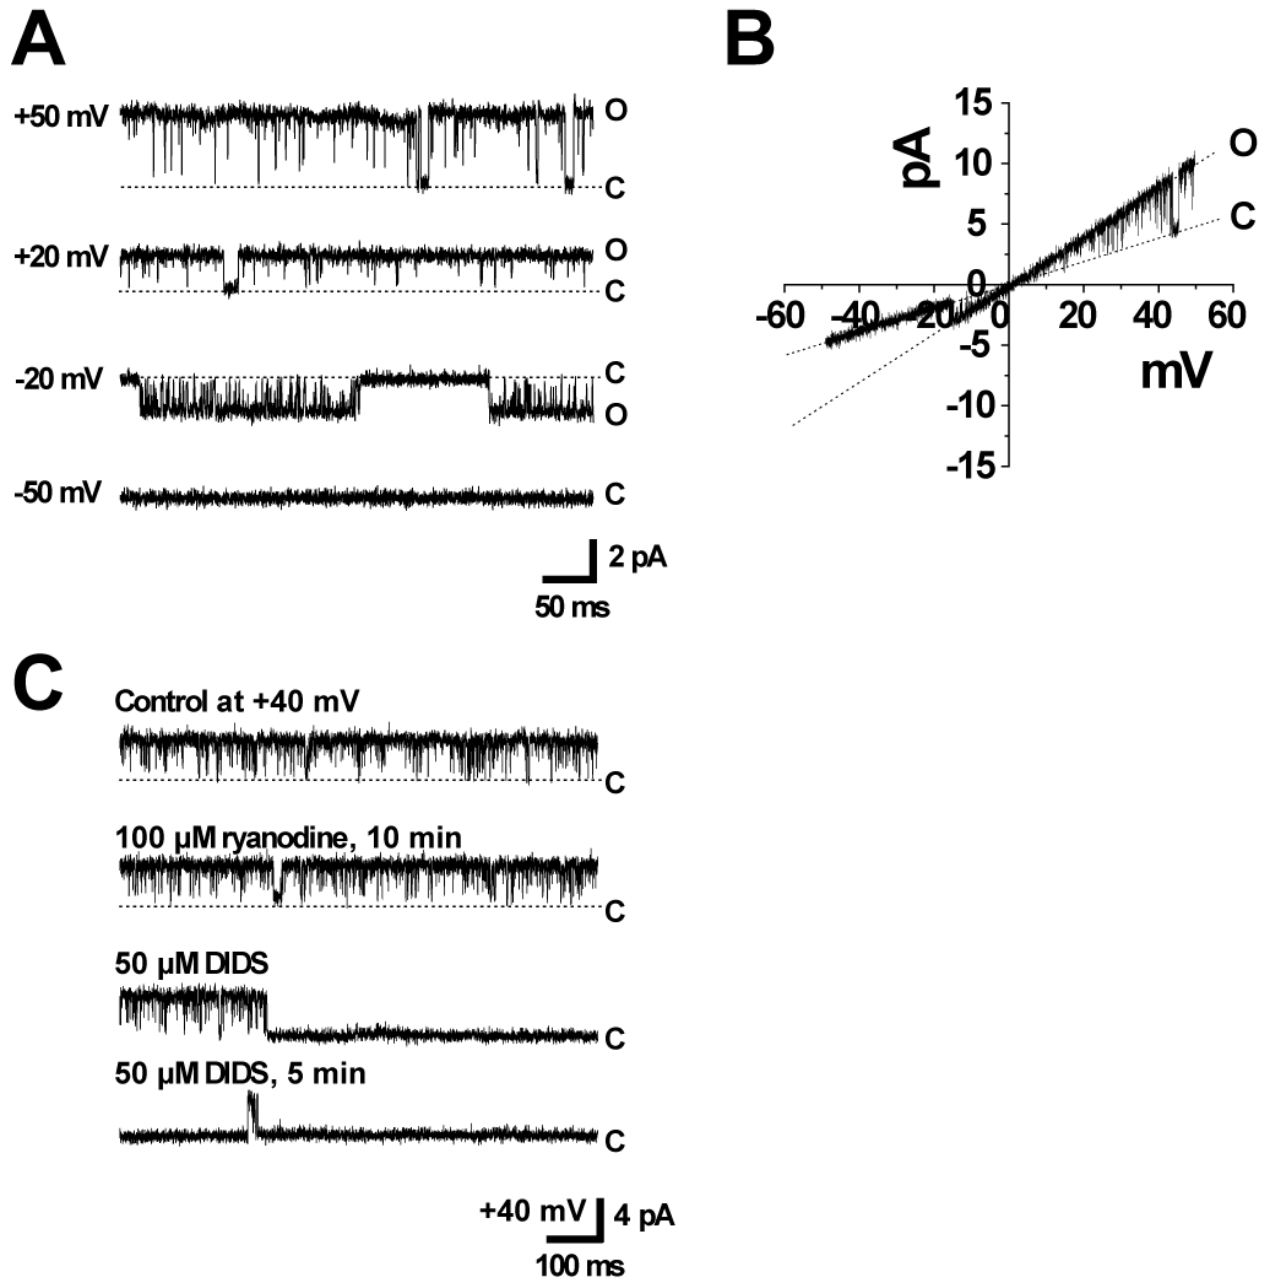 A
+50 mV O
C
+20 mV O
C
-20 mV C
O
-50 mV C
2 pA
50 ms
B
pA
15
10
5
0
-5
-10
-15
-60 -40 -20 0 20 40 60
mV
O
C
C
Control at +40 mV
C
100 µM ryanodine, 10 min
C
50 µM DIDS
C
50 µM DIDS, 5 min
C
+40 mV 4 pA
100 ms